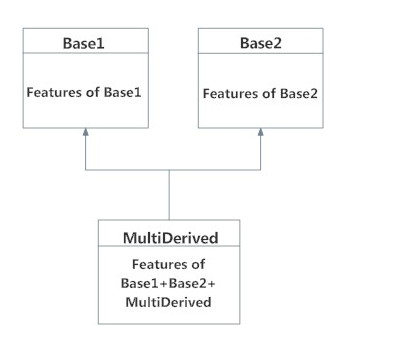 Base1
Features of Base1
Base2
Features of Base2
MultiDerived
Features of
Base1+Base2+
MultiDerived